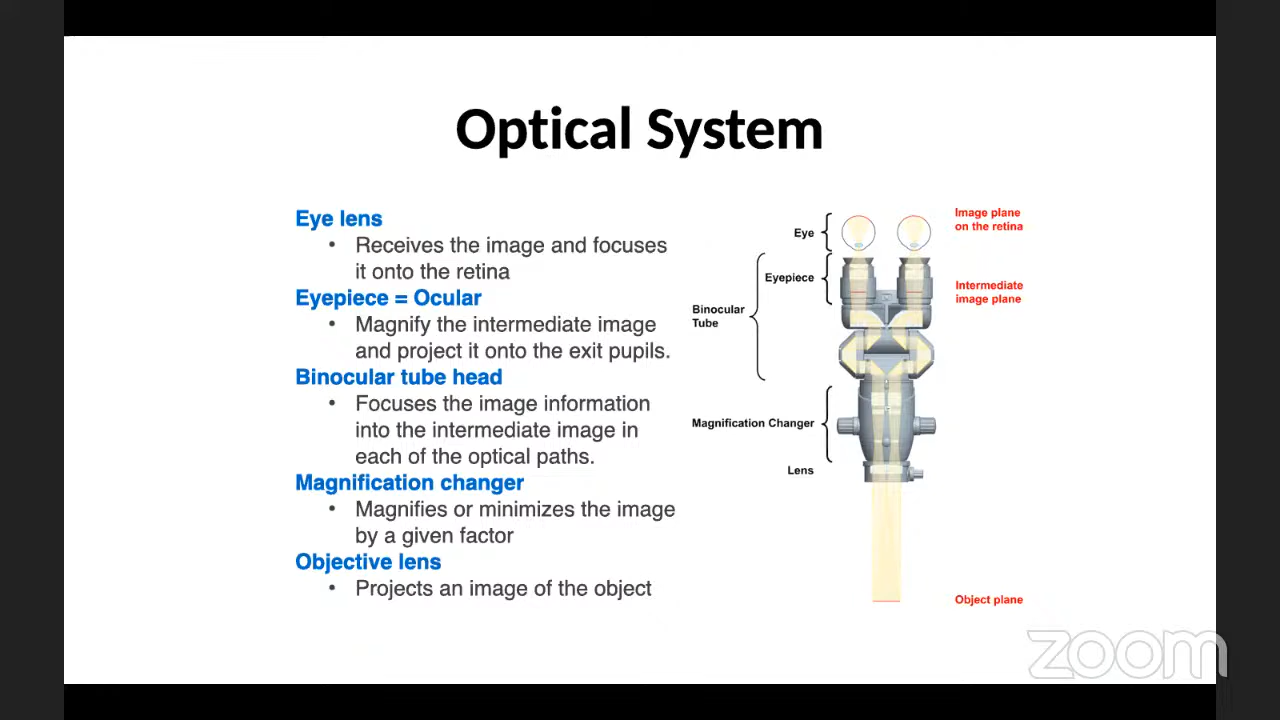 Optical System
Eye lens
• Receives the image and focuses
it onto the retina
Eyepiece = Ocular
• Magnify the intermediate image
and project it onto the exit pupils.
Binocular tube head
• Focuses the image information
into the intermediate image in
each of the optical paths.
Magnification changer
• Magnifies or minimizes the image
by a given factor
Objective lens
• Projects an image of the object
Image plane
on the retina
Eye
Eyepiece
Intermediate
image plane
Binocular
Tube
Magnification Changer
Lens
Object plane
zoom